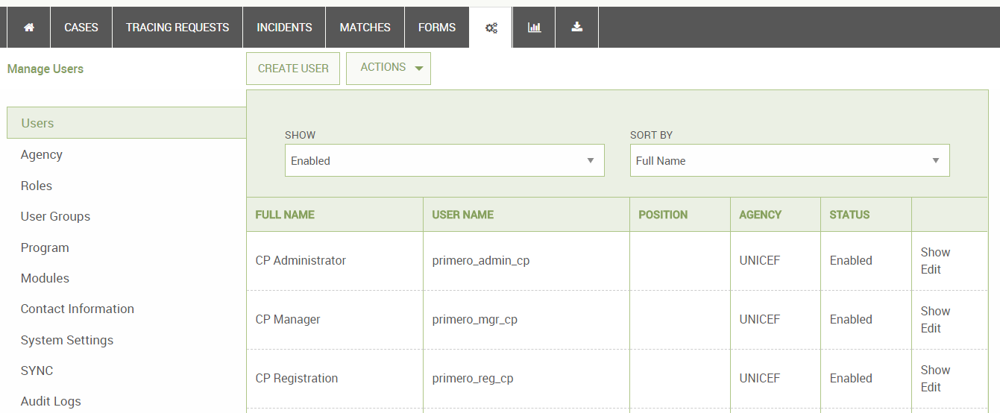 CASES TRACING REQUESTS INCIDENTS MATCHES FORMS
Manage Users
CREATE USER ACTIONS
Users
Agency
Roles
User Groups
Program
Modules
Contact Information
System Settings
SYNC
Audit Logs
SHOW SORT BY
Enabled Full Name
FULL NAME USER NAME POSITION AGENCY STATUS
CP Administrator primero_admin_cp UNICEF Enabled Show
Edit
CP Manager primero_mgr_cp UNICEF Enabled Show
Edit
CP Registration primero_reg_cp UNICEF Enabled Show
Edit